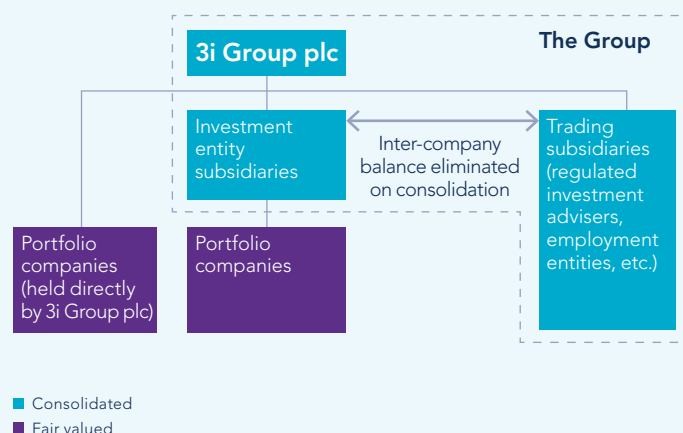 The Group
3i Group plc
Investment
entity
subsidiaries
Inter-company
balance eliminated
on consolidation
Trading
subsidiaries
(regulated
investment
advisers,
employment
entities, etc.)
Portfolio
companies
(held directly
by 3i Group plc)
Portfolio
companies
Consolidated
Fair valued